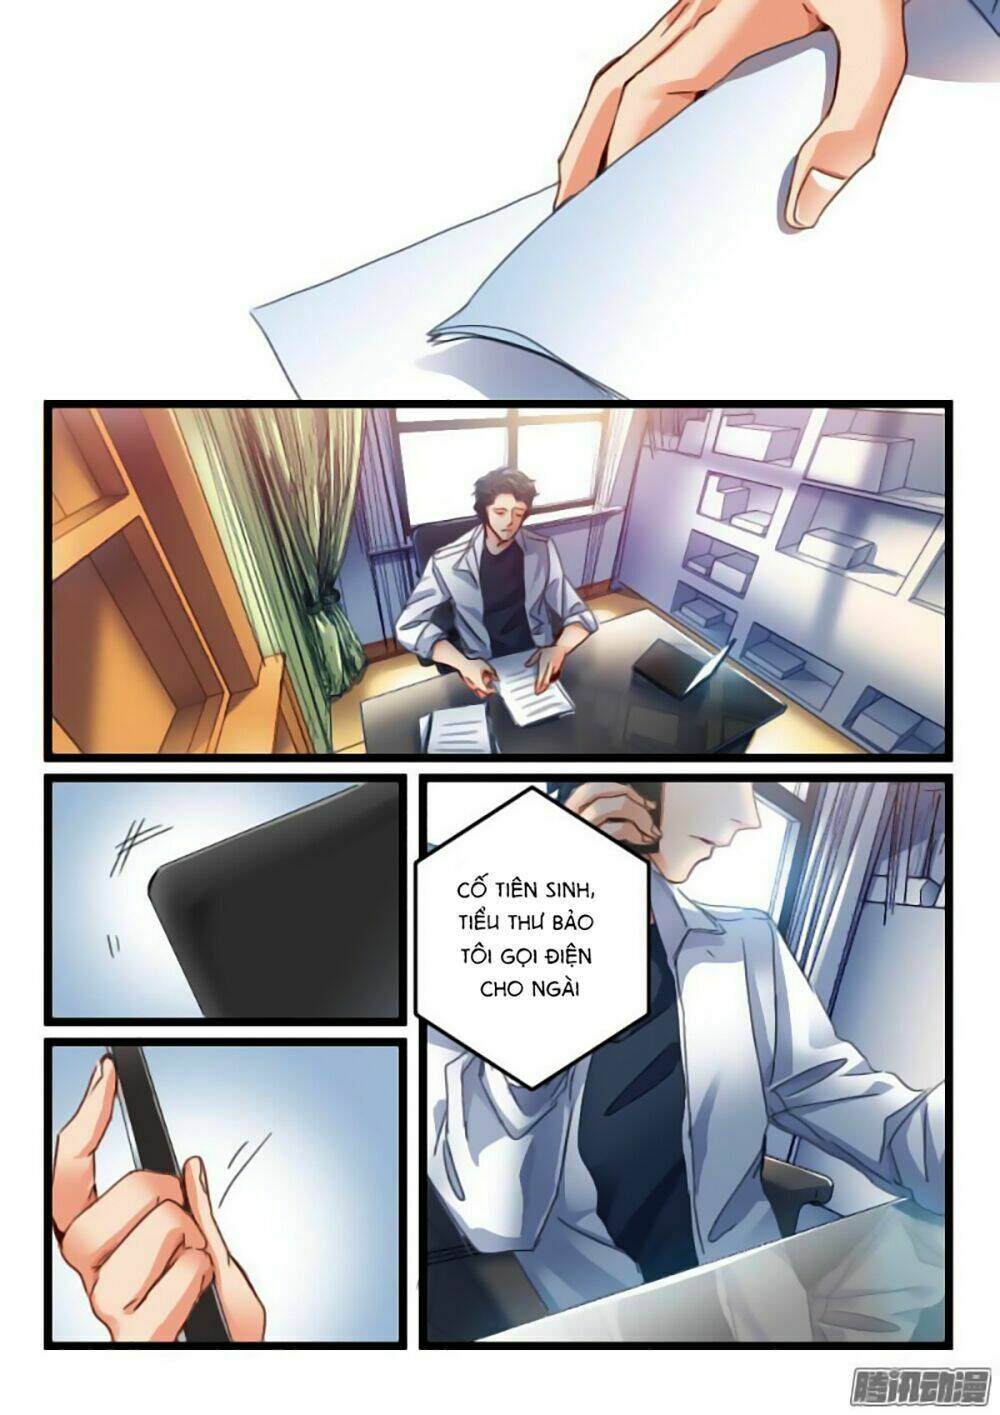 CỐ TIÊN SINH,
TIỂU THƯ BẢO
TÔI GỌI ĐIỆN
CHO NGÀI
腾讯动漫